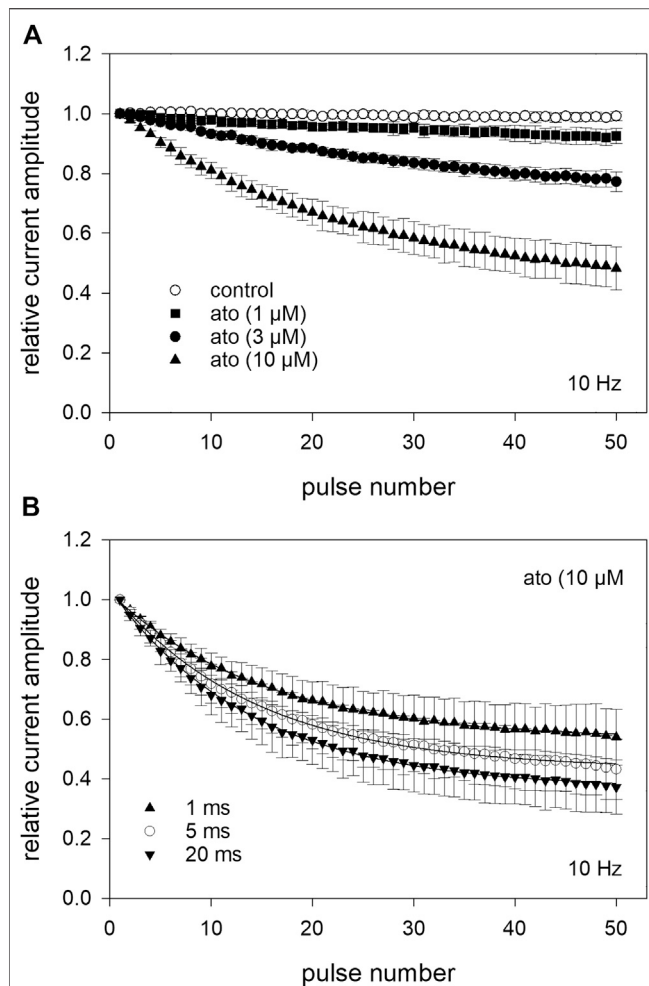 A
1.2
1.0
0.8
0.6
0.4
0.2
0.0
relative current amplitude
control
ato (1 µM)
ato (3 µM)
ato (10 µM)
10 Hz
0 10 20 30 40 50
pulse number
B
1.2
1.0
0.8
0.6
0.4
0.2
0.0
relative current amplitude
ato (10 µM
1 ms
5 ms
20 ms
10 Hz
0 10 20 30 40 50
pulse number